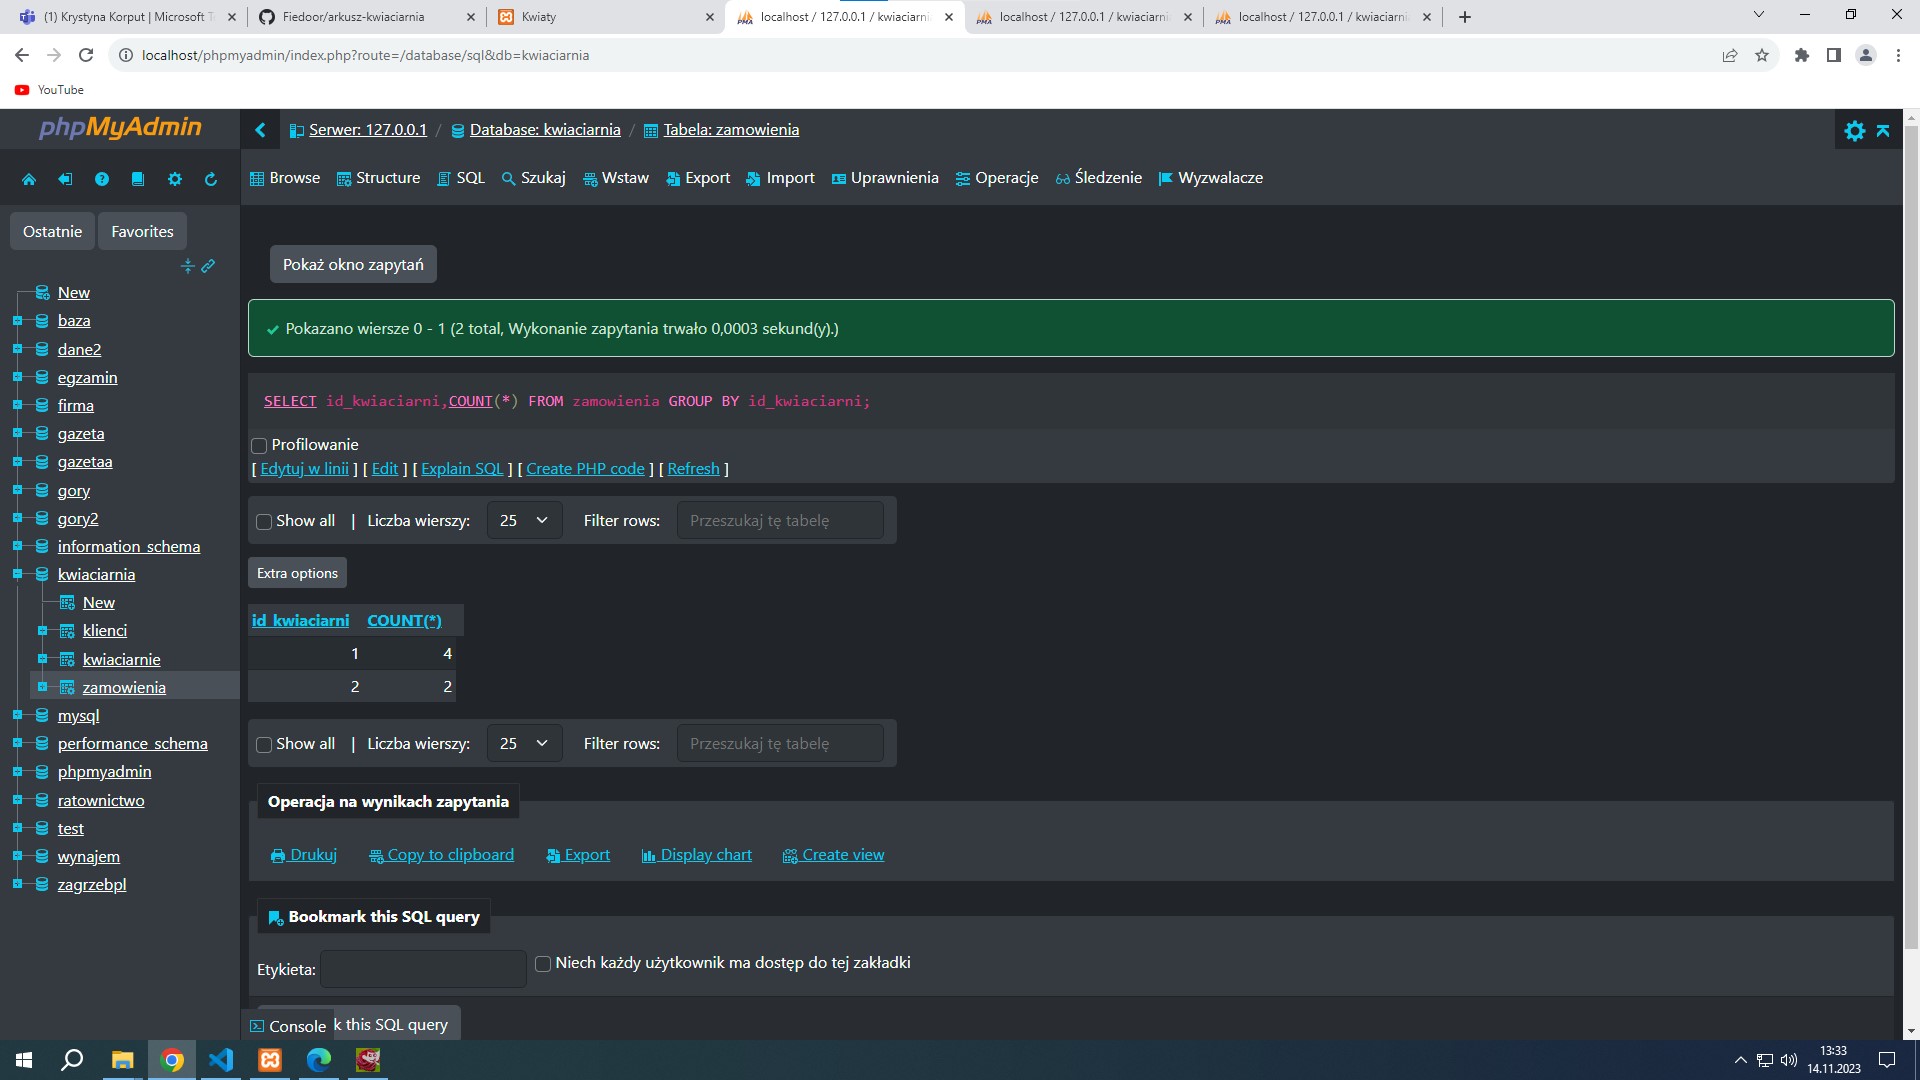 (1) Krystyna Korput | Microsoft T
Fiedoor/arkusz-kwiaciarnia
Kwiaty
localhost / 127.0.0.1 / kwiaciarni
localhost / 127.0.0.1 / kwiaciarni
localhost / 127.0.0.1 / kwiaciarni
localhost/phpmyadmin/index.php?route=/database/sql&db=kwiaciarnia
YouTube
phpMyAdmin
Serwer: 127.0.0.1 / Database: kwiaciarnia / Tabela: zamowienia
Browse Structure SQL Szukaj Wstaw Export Import Uprawnienia Operacje Śledzenie Wyzwalacze
Ostatnie Favorites
New
baza
dane2
egzamin
firma
gazeta
gazetaa
gory
gory2
information_schema
kwiaciarnia
New
klienci
kwiaciarnie
zamowienia
mysql
performance_schema
phpmyadmin
ratownictwo
test
wynajem
zagrzebpl
Pokaż okno zapytań
Pokazano wiersze 0 - 1 (2 total, Wykonanie zapytania trwało 0,0003 sekund(y).)
SELECT id_kwiaciarni,COUNT(*) FROM zamowienia GROUP BY id_kwiaciarni;
Profilowanie
[ Edytuj w linii ] [ Edit ] [ Explain SQL ] [ Create PHP code ] [ Refresh ]
Show all | Liczba wierszy: 25 Filter rows: Przeszukaj tę tabelę
Extra options
id_kwiaciarni COUNT(*)
1 4
2 2
Show all | Liczba wierszy: 25 Filter rows: Przeszukaj tę tabelę
Operacja na wynikach zapytania
Drukuj Copy to clipboard Export Display chart Create view
Bookmark this SQL query
Etykieta: Niech każdy użytkownik ma dostęp do tej zakładki
Console k this SQL query
13:33
14.11.2023